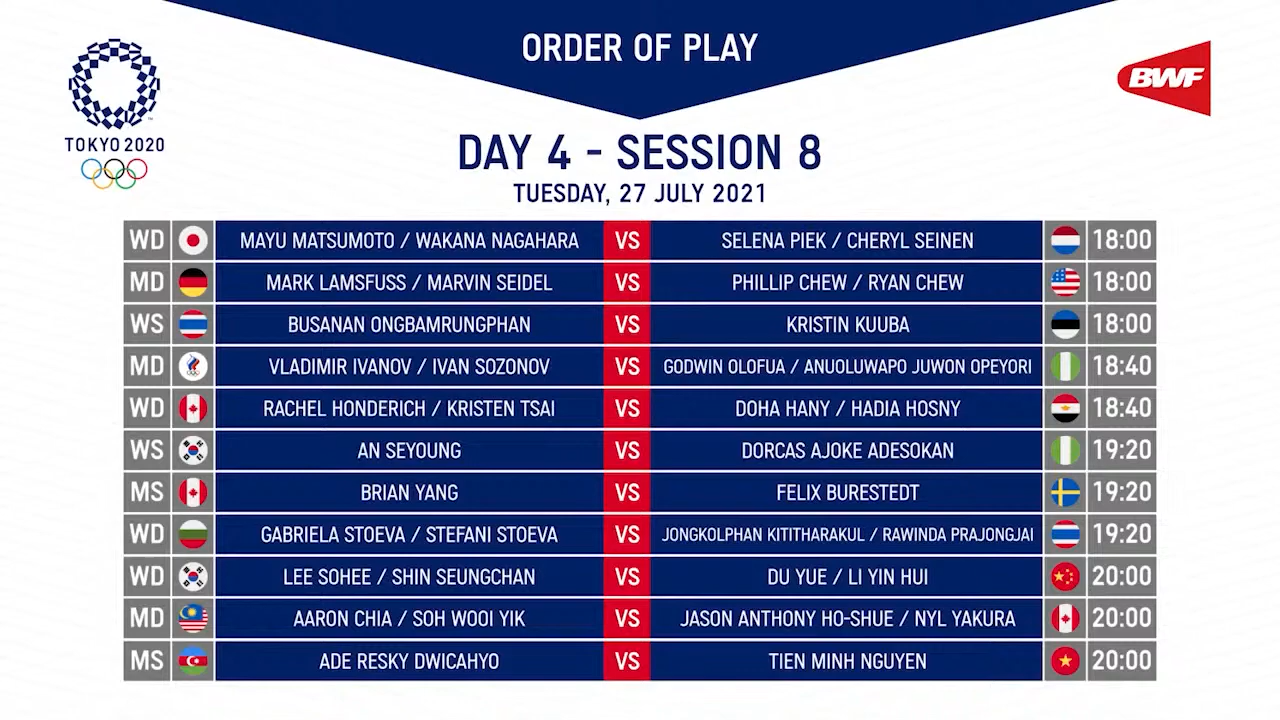 ORDER OF PLAY
BWF
TOKYO 2020
DAY 4 - SESSION 8
TUESDAY, 27 JULY 2021
WD MAYU MATSUMOTO / WAKANA NAGAHARA VS SELENA PIEK / CHERYL SEINEN 18:00
MD MARK LAMSFUSS / MARVIN SEIDEL VS PHILLIP CHEW / RYAN CHEW 18:00
WS BUSANAN ONGBAMRUNGPHAN VS KRISTIN KUUBA 18:00
MD VLADIMIR IVANOV / IVAN SOZONOV VS GODWIN OLOFUA / ANUOLUWAPO JUWON OPEYORI 18:40
WD RACHEL HONDERICH / KRISTEN TSAI VS DOHA HANY / HADIA HOSNY 18:40
WS AN SEYOUNG VS DORCAS AJOKE ADESOKAN 19:20
MS BRIAN YANG VS FELIX BURESTEDT 19:20
WD GABRIELA STOEVA / STEFANI STOEVA VS JONGKOLPHAN KITITHARAKUL / RAWINDA PRAJONGJAI 19:20
WD LEE SOHEE / SHIN SEUNGCHAN VS DU YUE / LI YIN HUI 20:00
MD AARON CHIA / SOH WOOI YIK VS JASON ANTHONY HO-SHUE / NYL YAKURA 20:00
MS ADE RESKY DWICAHYO VS TIEN MINH NGUYEN 20:00